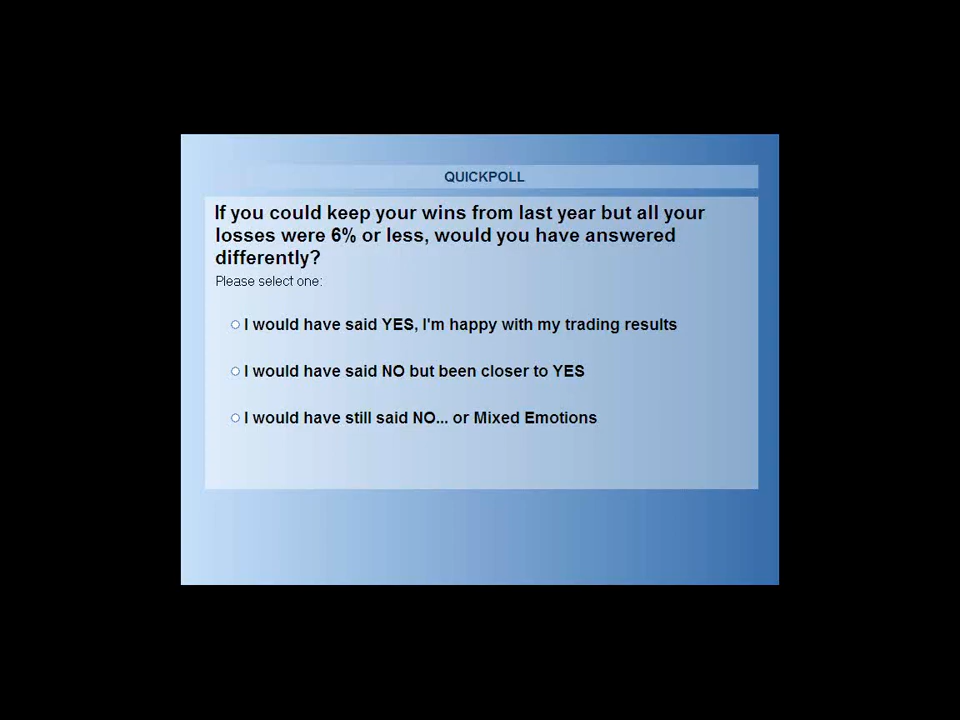 QUICKPOLL
If you could keep your wins from last year but all your
losses were 6% or less, would you have answered
differently?
Please select one:
I would have said YES, I'm happy with my trading results
I would have said NO but been closer to YES
I would have still said NO... or Mixed Emotions